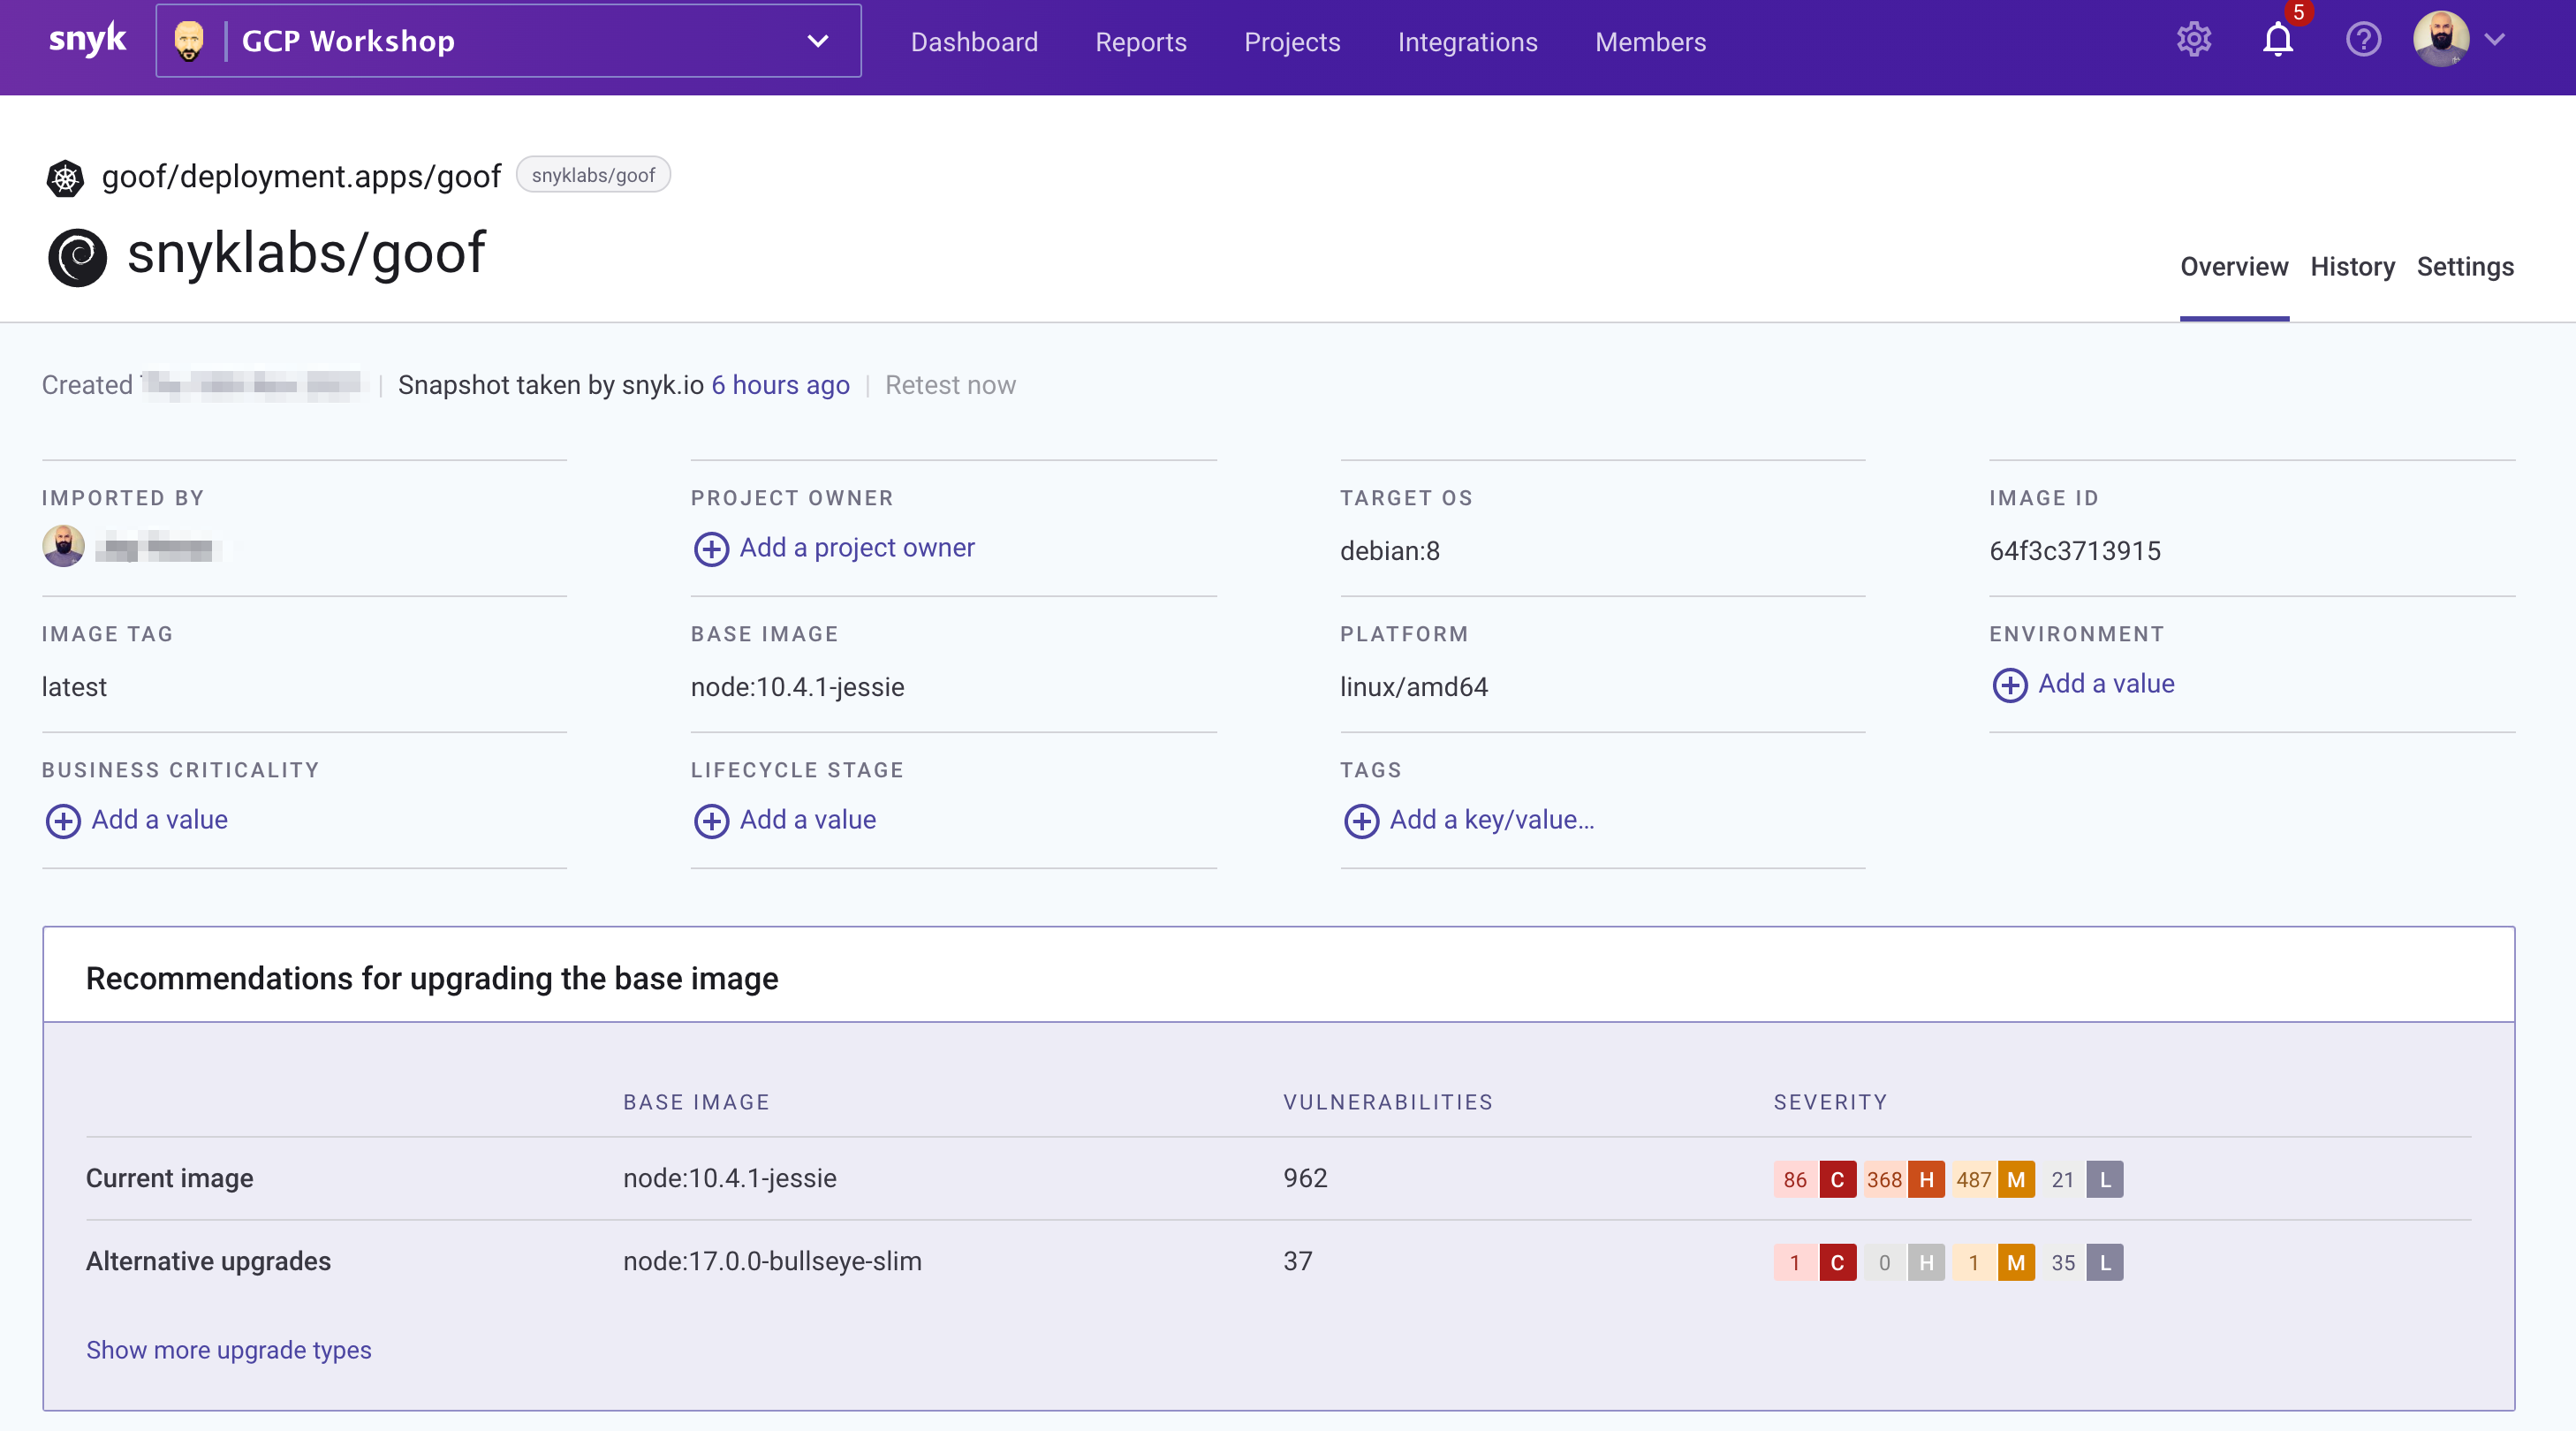 snyk GCP Workshop Dashboard Reports Projects Integrations Members 5
goof/deployment.apps/goof snyklabs/goof
snyklabs/goof
Overview History Settings
Created Snapshot taken by snyk.io 6 hours ago Retest now
IMPORTED BY PROJECT OWNER TARGET OS IMAGE ID
Add a project owner debian:8 64f3c3713915
IMAGE TAG BASE IMAGE PLATFORM ENVIRONMENT
latest node:10.4.1-jessie linux/amd64 Add a value
BUSINESS CRITICALITY LIFECYCLE STAGE TAGS
Add a value Add a value Add a key/value...
Recommendations for upgrading the base image
BASE IMAGE VULNERABILITIES SEVERITY
Current image node:10.4.1-jessie 962 86 C 368 H 487 M 21 L
Alternative upgrades node:17.0.0-bullseye-slim 37 1 C 0 H 1 M 35 L
Show more upgrade types